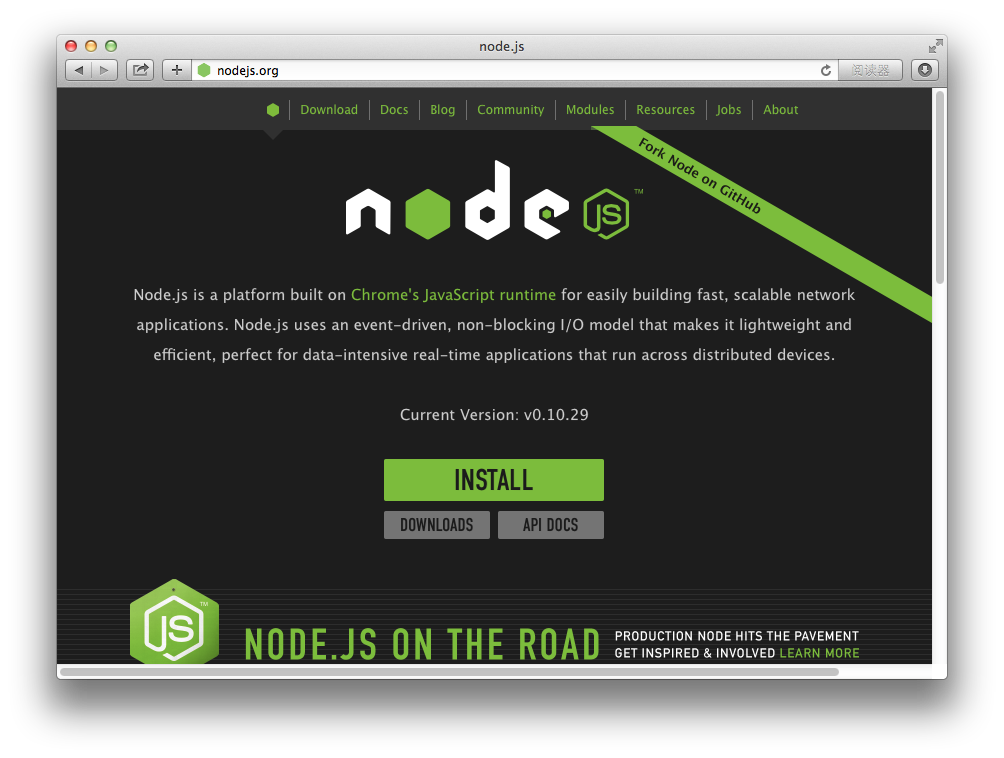 node.js
nodejs.org
阅读器
Download Docs Blog Community Modules Resources Jobs About
Fork Node on GitHub
node JS ™
Node.js is a platform built on Chrome's JavaScript runtime for easily building fast, scalable network
applications. Node.js uses an event-driven, non-blocking I/O model that makes it lightweight and
efficient, perfect for data-intensive real-time applications that run across distributed devices.
Current Version: v0.10.29
INSTALL
DOWNLOADS API DOCS
JS ™
NODE.JS ON THE ROAD
PRODUCTION NODE HITS THE PAVEMENT
GET INSPIRED & INVOLVED LEARN MORE